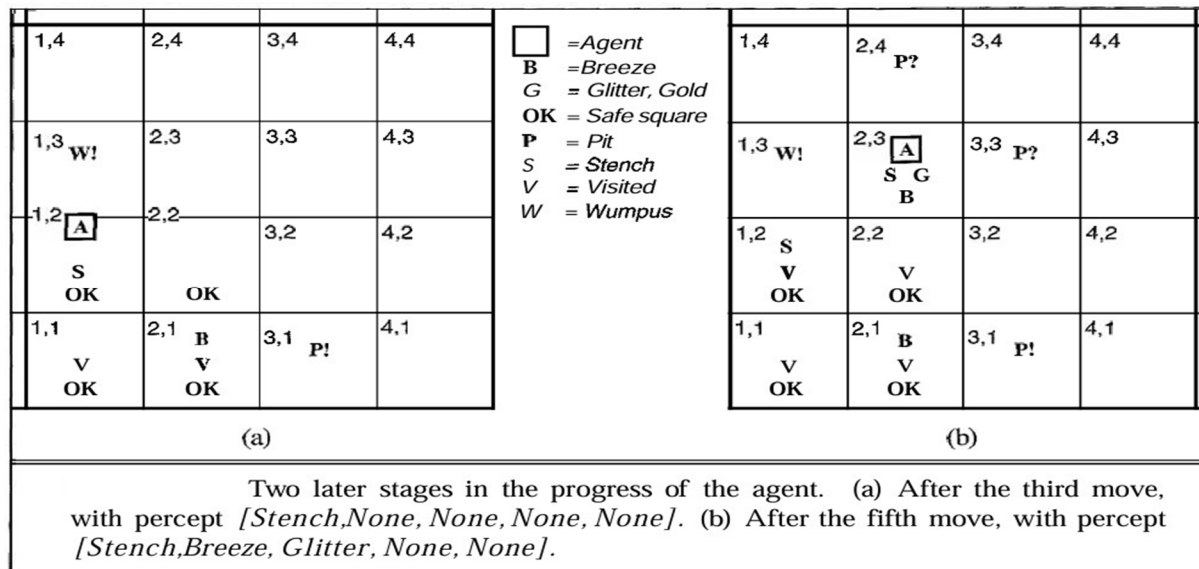 1,4 2,4 3,4 4,4
1,3 W! 2,3 3,3 4,3
1,2 A 2,2 3,2 4,2
S
OK OK
1,1 2,1 B 3,1 P! 4,1
V V
OK OK
(a)
A =Agent
B =Breeze
G = Glitter, Gold
OK = Safe square
P = Pit
S = Stench
V = Visited
W = Wumpus
1,4 2,4 P? 3,4 4,4
1,3 W! 2,3 A 3,3 P? 4,3
S G
B
1,2 S 2,2 3,2 4,2
V V
OK OK
1,1 2,1 B 3,1 P! 4,1
V V
OK OK
(b)
Two later stages in the progress of the agent. (a) After the third move,
with percept [Stench,None, None, None, None]. (b) After the fifth move, with percept
[Stench,Breeze, Glitter, None, None].